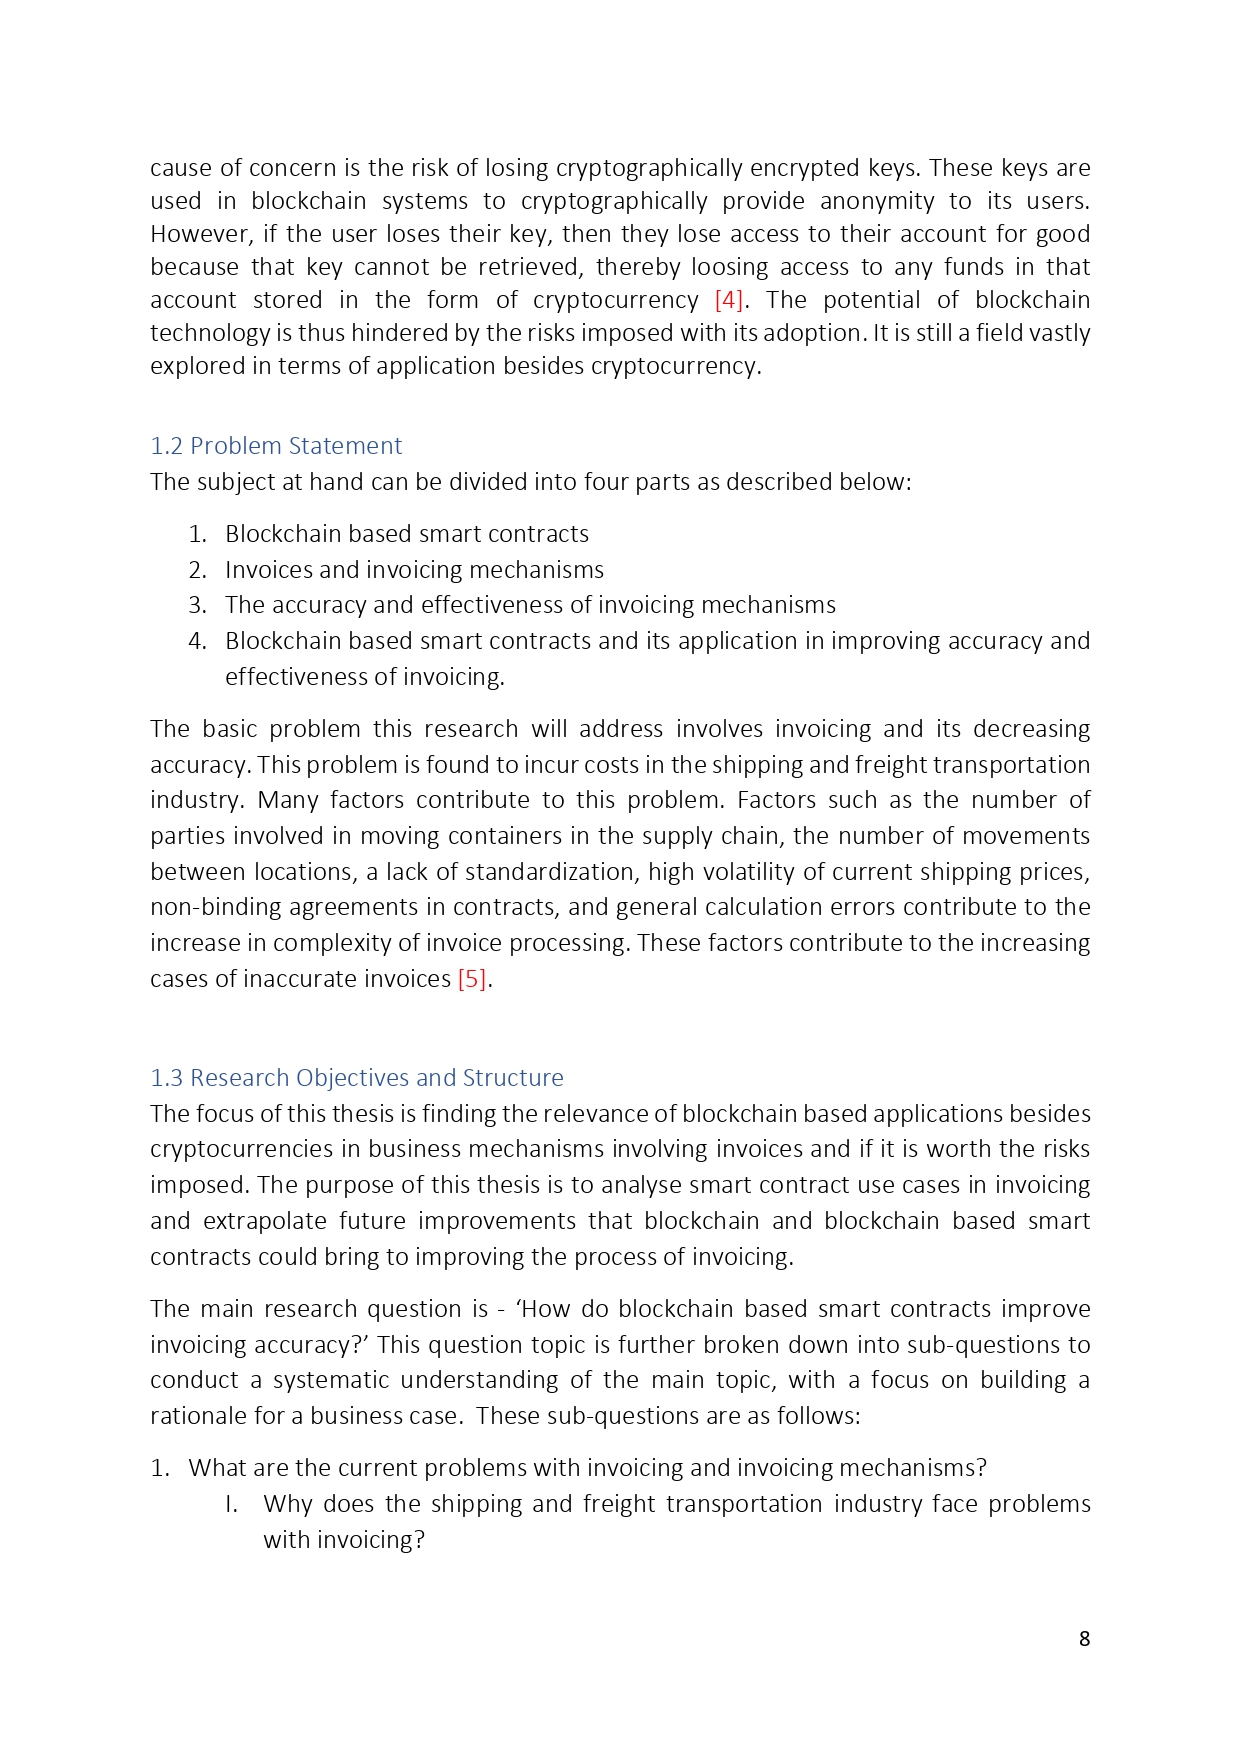 cause of concern is the risk of losing cryptographically encrypted keys. These keys are
used in blockchain systems to cryptographically provide anonymity to its users.
However, if the user loses their key, then they lose access to their account for good
because that key cannot be retrieved, thereby loosing access to any funds in that
account stored in the form of cryptocurrency [4]. The potential of blockchain
technology is thus hindered by the risks imposed with its adoption. It is still a field vastly
explored in terms of application besides cryptocurrency.
1.2 Problem Statement
The subject at hand can be divided into four parts as described below:
1. Blockchain based smart contracts
2. Invoices and invoicing mechanisms
3. The accuracy and effectiveness of invoicing mechanisms
4. Blockchain based smart contracts and its application in improving accuracy and
effectiveness of invoicing.
The basic problem this research will address involves invoicing and its decreasing
accuracy. This problem is found to incur costs in the shipping and freight transportation
industry. Many factors contribute to this problem. Factors such as the number of
parties involved in moving containers in the supply chain, the number of movements
between locations, a lack of standardization, high volatility of current shipping prices,
non-binding agreements in contracts, and general calculation errors contribute to the
increase in complexity of invoice processing. These factors contribute to the increasing
cases of inaccurate invoices [5].
1.3 Research Objectives and Structure
The focus of this thesis is finding the relevance of blockchain based applications besides
cryptocurrencies in business mechanisms involving invoices and if it is worth the risks
imposed. The purpose of this thesis is to analyse smart contract use cases in invoicing
and extrapolate future improvements that blockchain and blockchain based smart
contracts could bring to improving the process of invoicing.
The main research question is - ‘How do blockchain based smart contracts improve
invoicing accuracy?’ This question topic is further broken down into sub-questions to
conduct a systematic understanding of the main topic, with a focus on building a
rationale for a business case.  These sub-questions are as follows:
1. What are the current problems with invoicing and invoicing mechanisms?
I. Why does the shipping and freight transportation industry face problems
with invoicing?
8